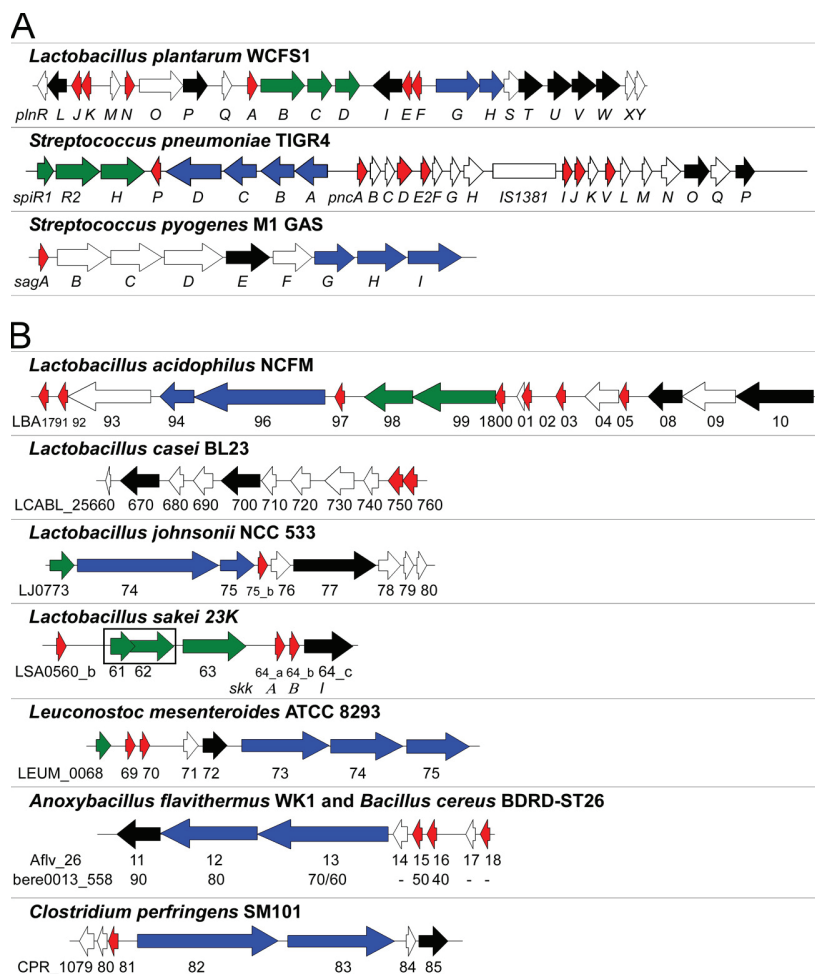 A
Lactobacillus plantarum WCFS1
plnR L J K M N O P Q A B C D I E F G H S T U V W X Y
Streptococcus pneumoniae TIGR4
spiR1 R2 H P D C B A pncA B C D E2F G H IS1381 I J K V L M N O Q P
Streptococcus pyogenes M1 GAS
sagA B C D E F G H I
B
Lactobacillus acidophilus NCFM
LBA1791 92 93 94 96 97 98 99 1800 01 02 03 04 05 08 09 10
Lactobacillus casei BL23
LCABL_25660 670 680 690 700 710 720 730 740 750 760
Lactobacillus johnsonii NCC 533
LJ0773 74 75 75_b 76 77 78 79 80
Lactobacillus sakei 23K
LSA0560_b 61 62 63 64_a 64_b 64_c
skk A B I
Leuconostoc mesenteroides ATCC 8293
LEUM_0068 69 70 71 72 73 74 75
Anoxybacillus flavithermus WK1 and Bacillus cereus BDRD-ST26
Aflv_26 11 12 13 14 15 16 17 18
bere0013_558 90 80 70/60 - 50 40 - -
Clostridium perfringens SM101
CPR 1079 80 81 82 83 84 85